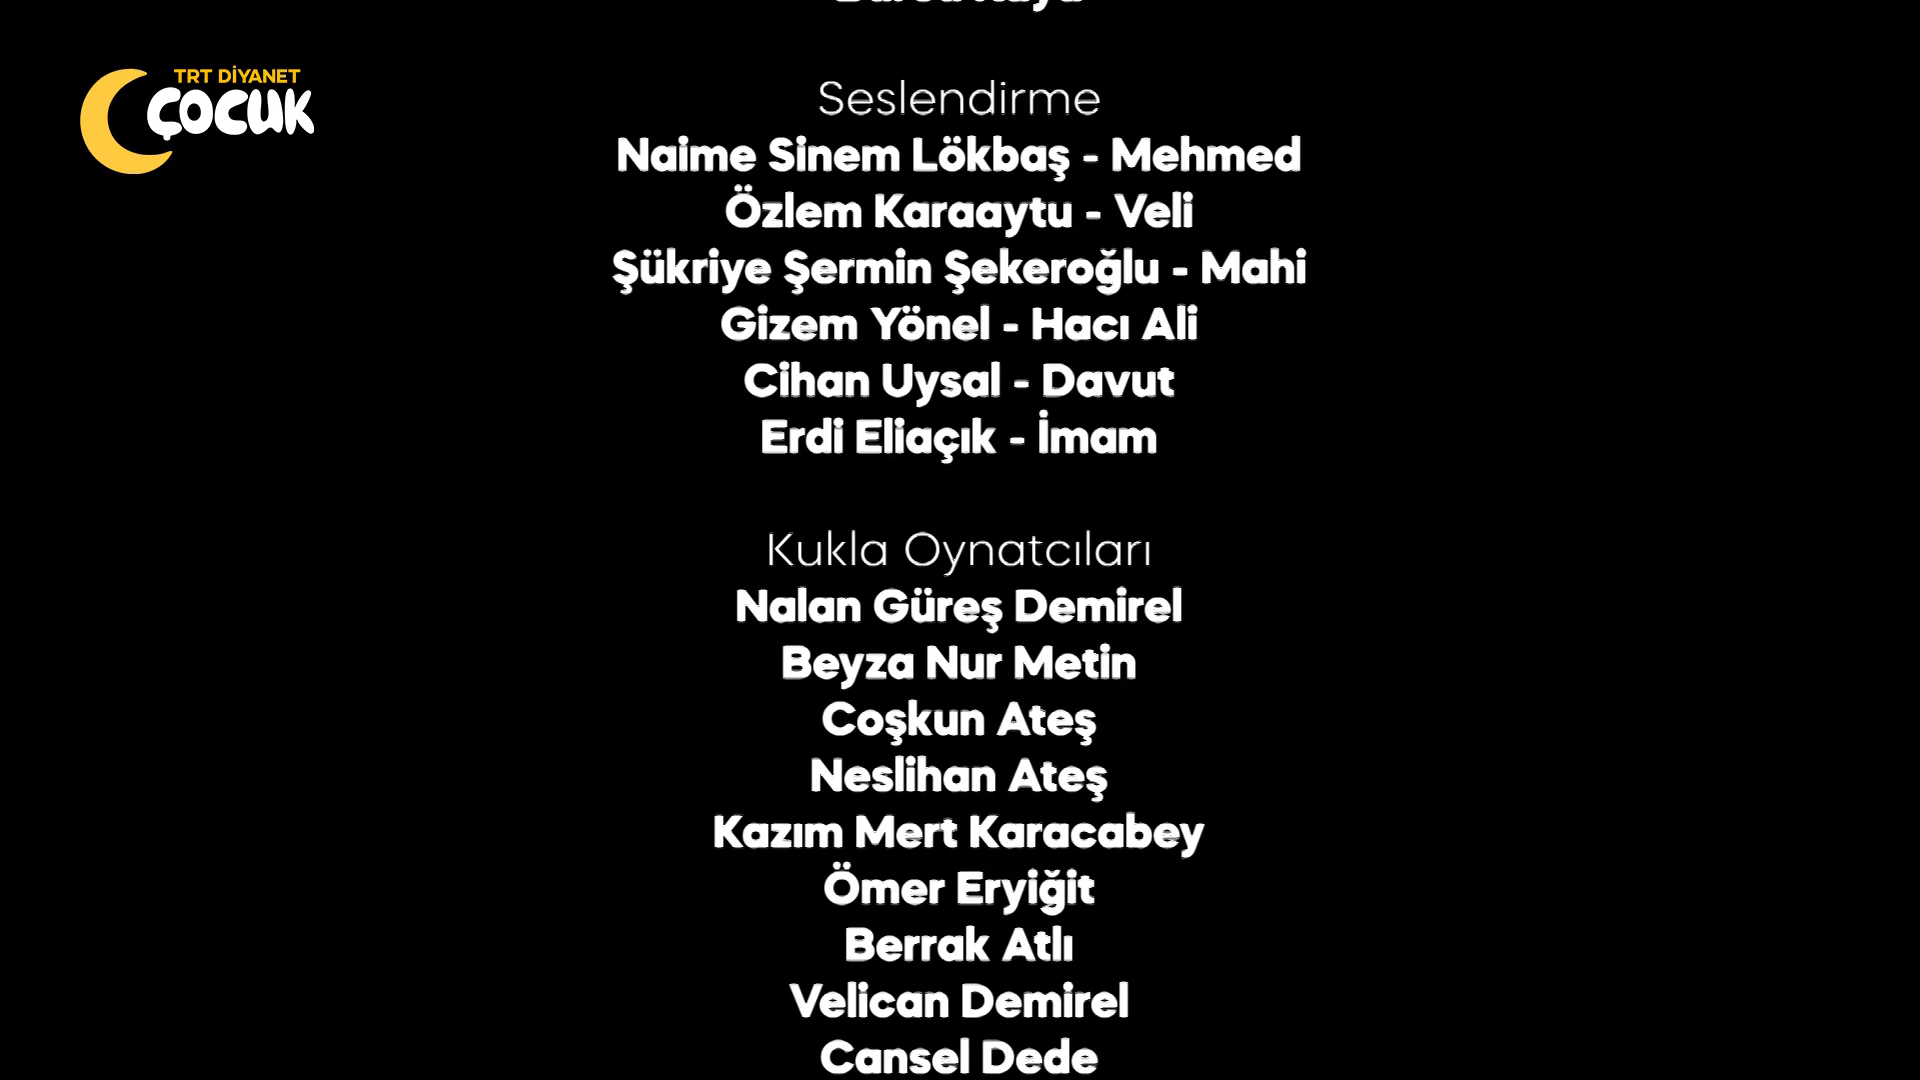 TRT DİYANET
ÇOCUK
Seslendirme
Naime Sinem Lökbaş - Mehmed
Özlem Karaaytu - Veli
Şükriye Şermin Şekeroğlu - Mahi
Gizem Yönel - Hacı Ali
Cihan Uysal - Davut
Erdi Eliaçık - İmam
Kukla Oynatcıları
Nalan Güreş Demirel
Beyza Nur Metin
Coşkun Ateş
Neslihan Ateş
Kazım Mert Karacabey
Ömer Eryiğit
Berrak Atlı
Velican Demirel
Cansel Dede